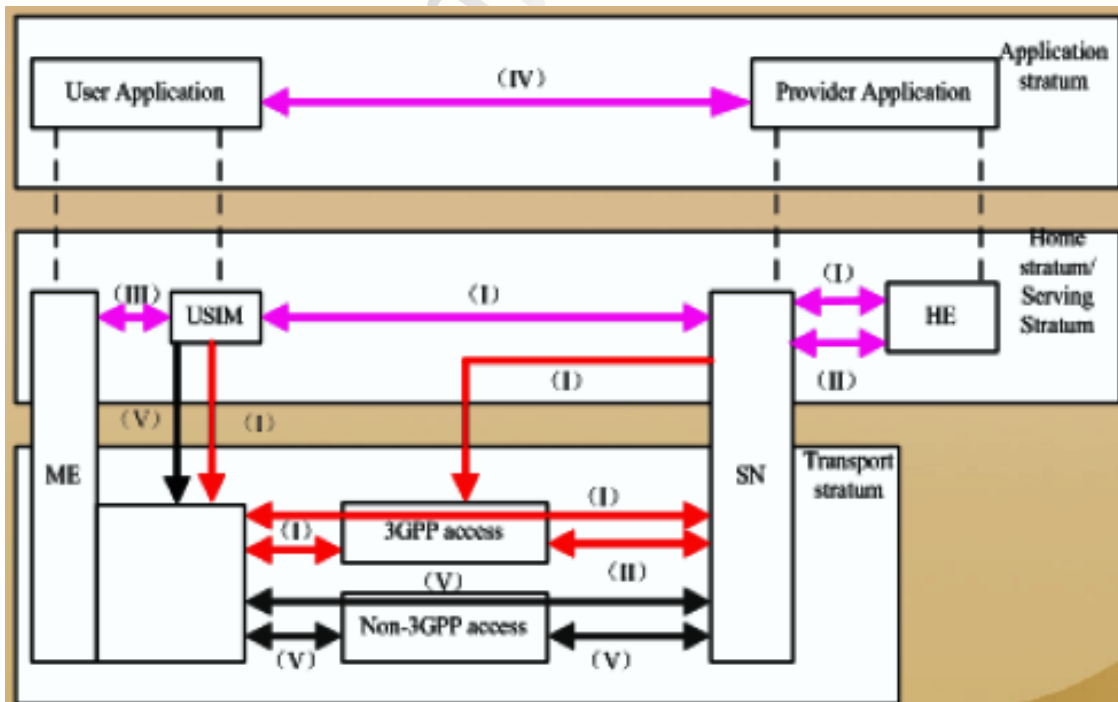 Application
stratum
User Application
(IV)
Provider Application
Home
stratum/
Serving
Stratum
(III)
USIM
(I)
(I)
HE
(II)
(I)
(V)
(I)
ME
SN
Transport
stratum
(I)
(I)
3GPP access
(II)
(V)
Non-3GPP access
(V)
(V)